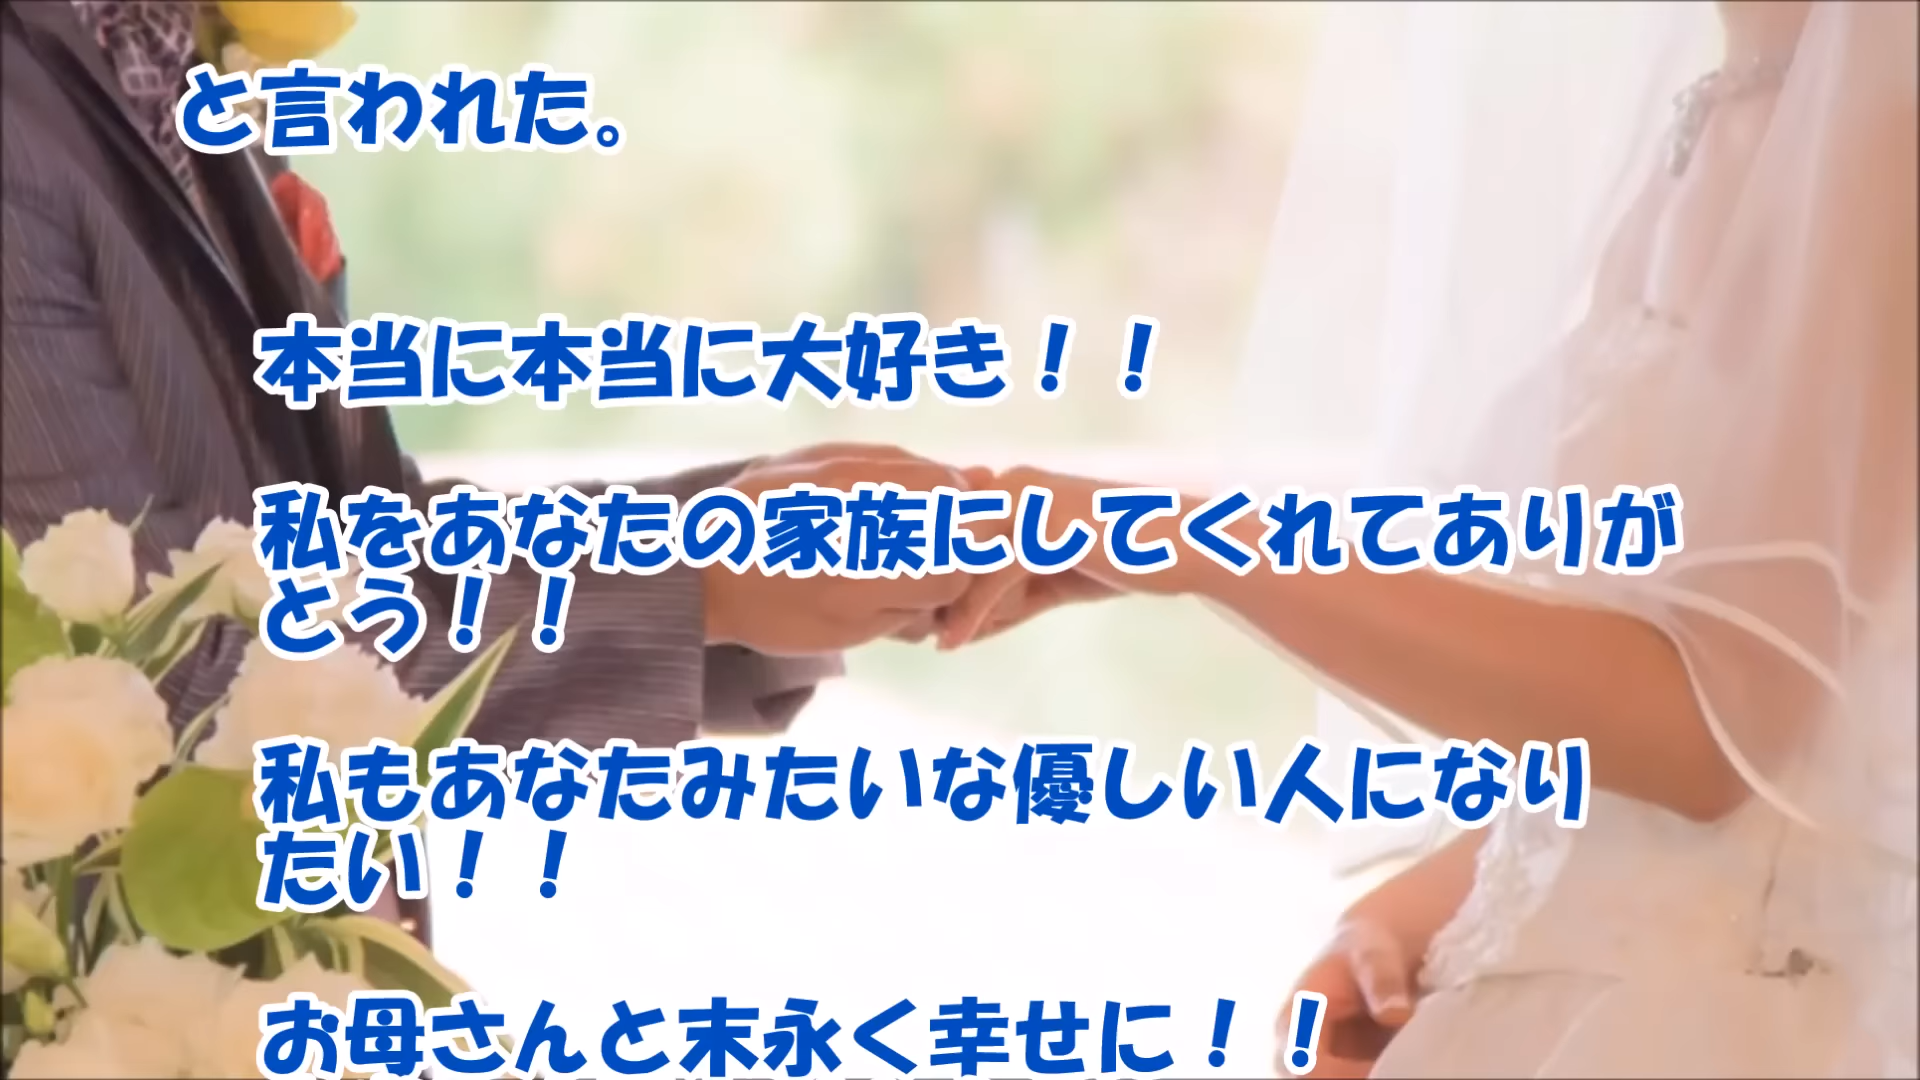 と言われた。
本当に本当に大好き！！
私をあなたの家族にしてくれてありが
とう！！
私もあなたみたいな優しい人になり
たい！！
お母さんと末永く幸せに！！